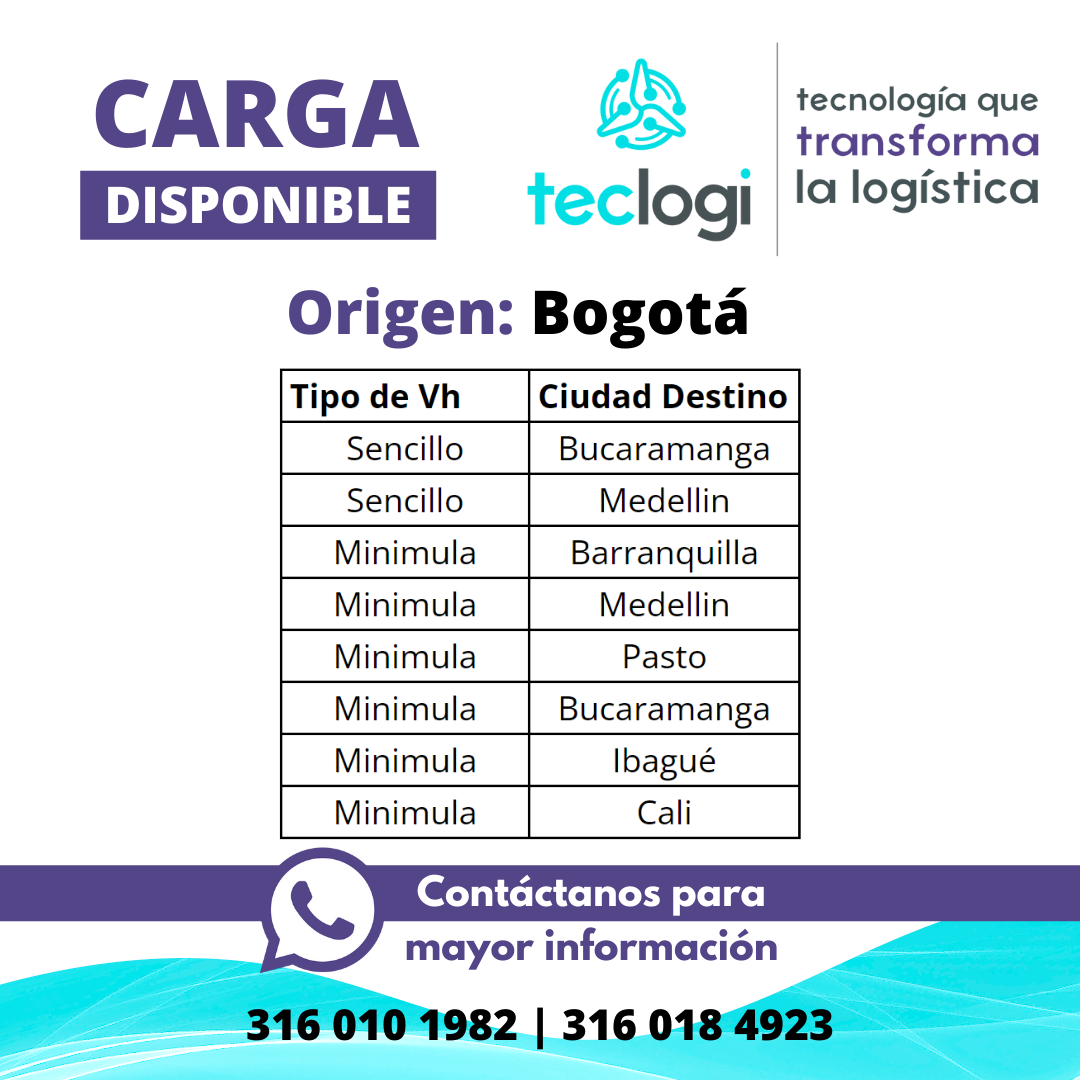 CARGA
DISPONIBLE
teclogi
tecnología que
transforma
la logística
Origen: Bogotá
Tipo de Vh Ciudad Destino
Sencillo Bucaramanga
Sencillo Medellin
Minimula Barranquilla
Minimula Medellin
Minimula Pasto
Minimula Bucaramanga
Minimula Ibagué
Minimula Cali
Contáctanos para
mayor información
316 010 1982 | 316 018 4923